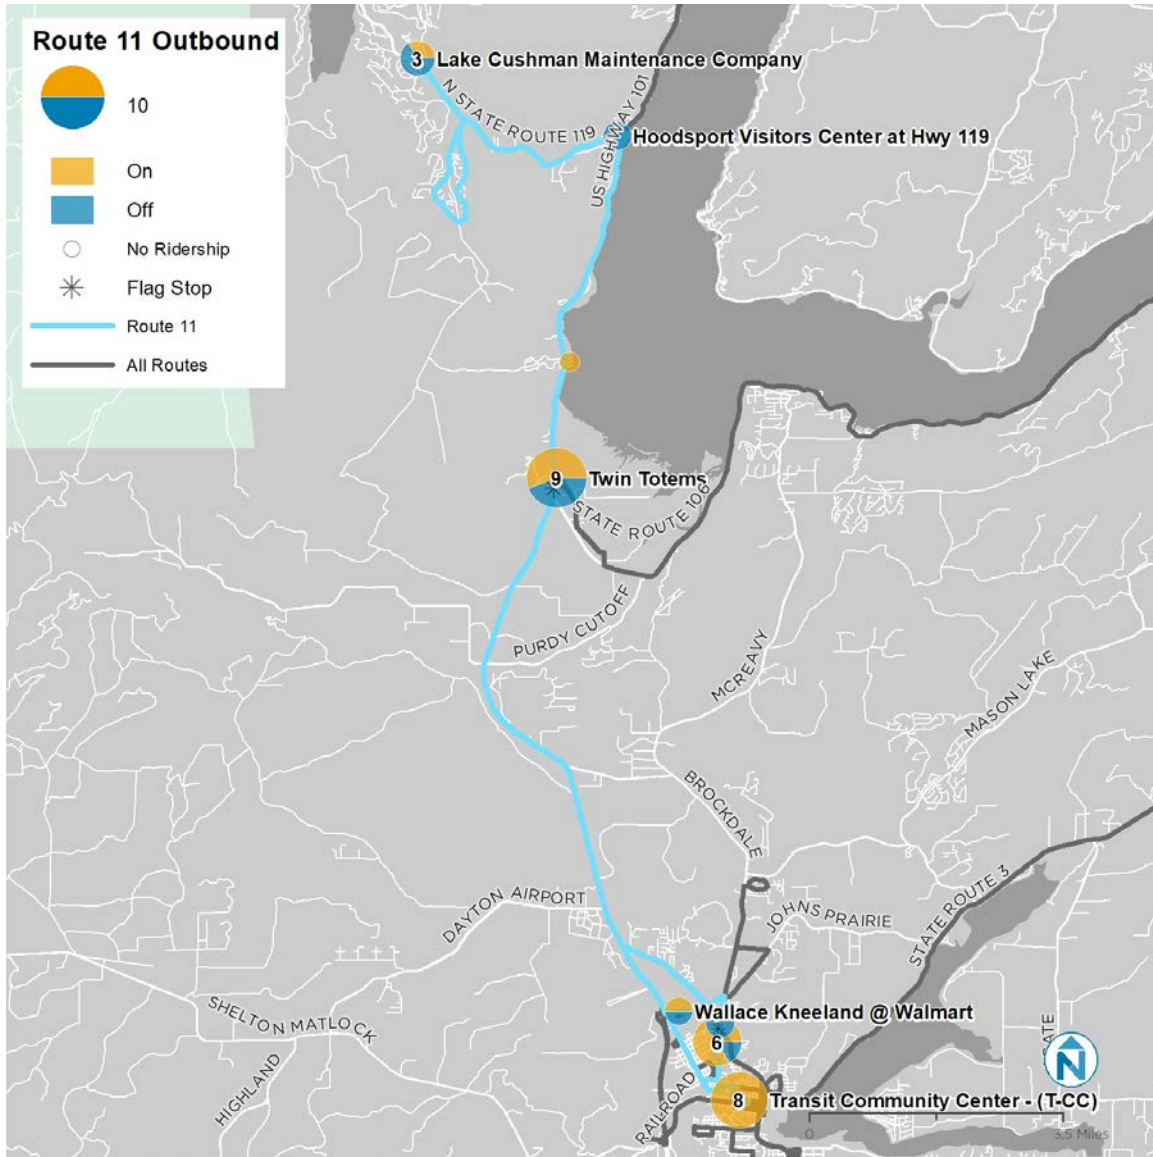 Route 11 Outbound
10
On
Off
No Ridership
Flag Stop
Route 11
All Routes
3 Lake Cushman Maintenance Company
N STATE ROUTE 119
US HIGHWAY 101
Hoodsport Visitors Center at Hwy 119
9 Twin Totems
STATE ROUTE 106
PURDY CUTOFF
MCREAVY
MASON LAKE
BROCKDALE
DAYTON AIRPORT
JOHNS PRAIRIE
STATE ROUTE 3
SHELTON MATLOCK
HIGHLAND
Wallace Kneeland @ Walmart
6
RAILROAD
8 Transit Community Center - (T-CC)
N
0
3.5 Miles